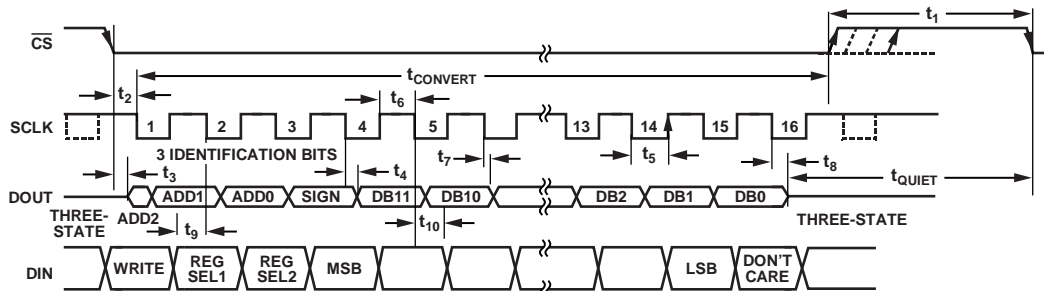 t1
CS
tCONVERT
t2
t6
SCLK
1 2 3 4 5 13 14 15 16
3 IDENTIFICATION BITS
t7
t5
t8
t3
t4
tQUIET
DOUT
ADD1 ADD0 SIGN DB11 DB10 DB2 DB1 DB0
THREE-
STATE
ADD2
t9
t10
THREE-STATE
DIN
WRITE
REG
SEL1
REG
SEL2
MSB
LSB
DON'T
CARE